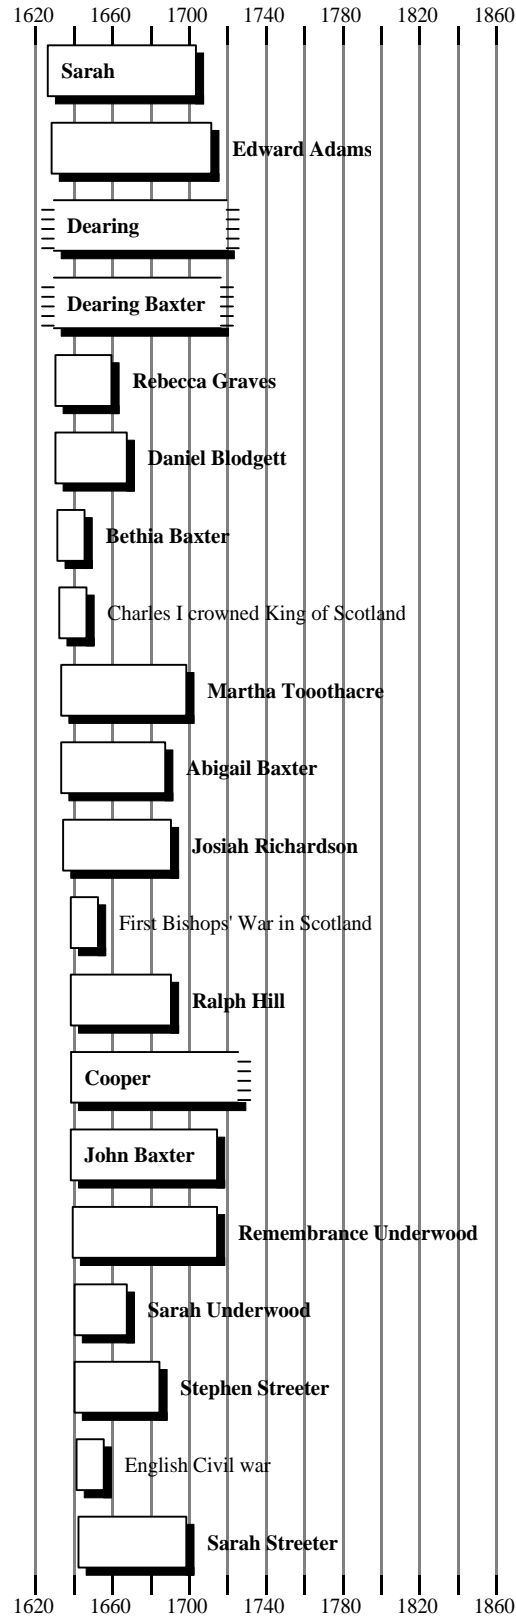 1620 1660 1700 1740 1780 1820 1860
Sarah
Edward Adams
Dearing
Dearing Baxter
Rebecca Graves
Daniel Blodgett
Bethia Baxter
Charles I crowned King of Scotland
Martha Tooothacre
Abigail Baxter
Josiah Richardson
First Bishops' War in Scotland
Ralph Hill
Cooper
John Baxter
Remembrance Underwood
Sarah Underwood
Stephen Streeter
English Civil war
Sarah Streeter
1620 1660 1700 1740 1780 1820 1860